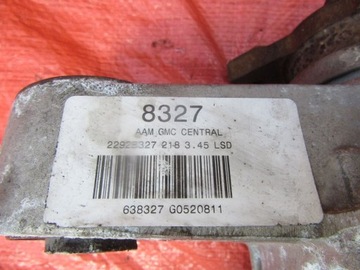 8327
AAM GMC CENTRAL
22928327 218 3.45 LSD
638327 G0520811